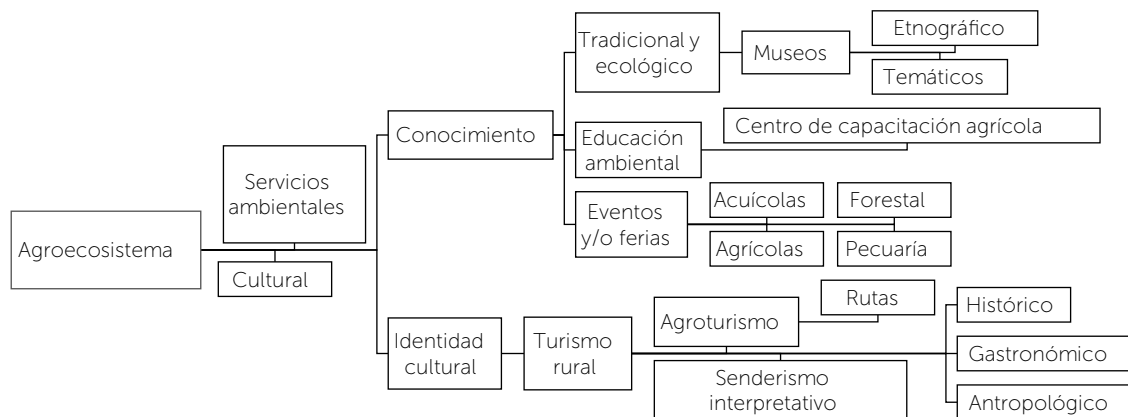 Agroecosistema
Servicios
ambientales
Cultural
Conocimiento
Tradicional y
ecológico
Museos
Etnográfico
Temáticos
Educación
ambiental
Centro de capacitación agrícola
Eventos
y/o ferias
Acuícolas
Forestal
Agrícolas
Pecuaría
Identidad
cultural
Turismo
rural
Agroturismo
Rutas
Senderismo
interpretativo
Histórico
Gastronómico
Antropológico